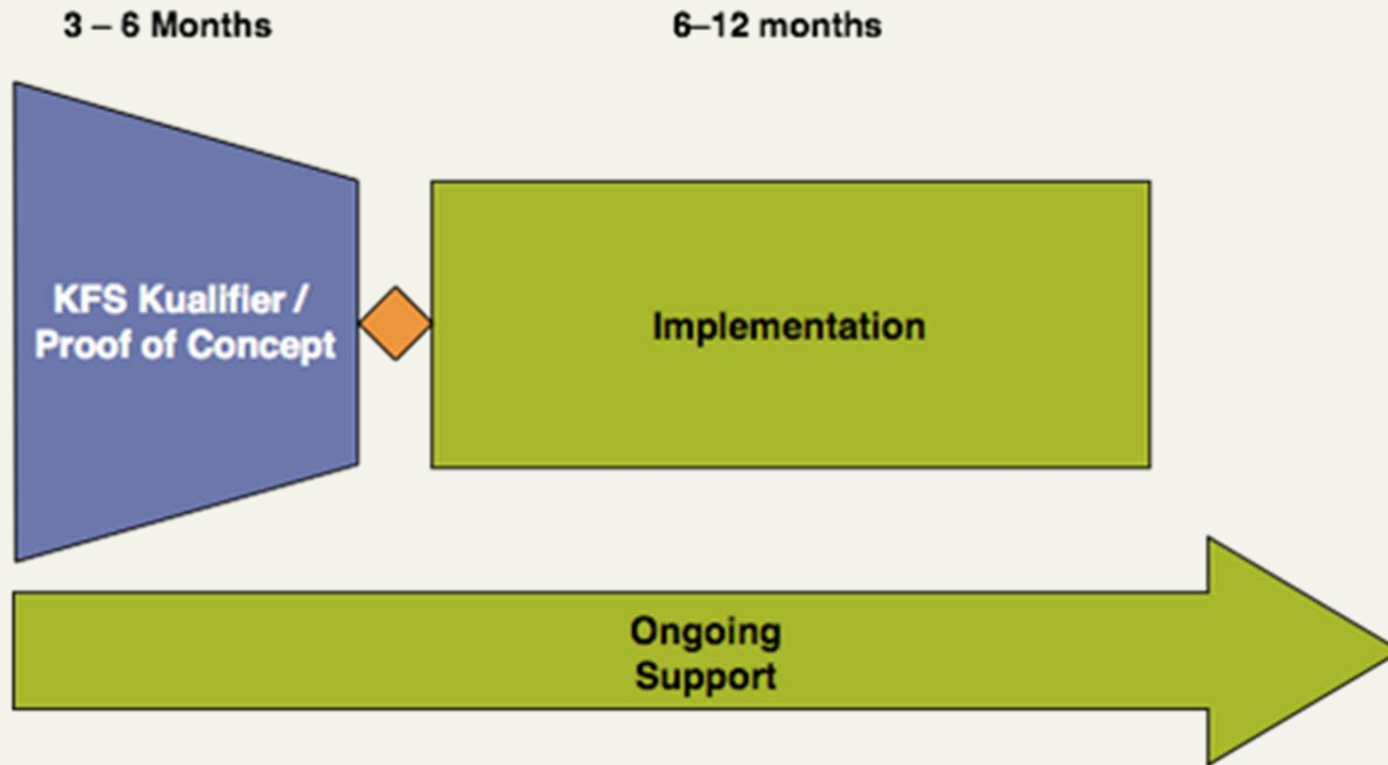 3 – 6 Months
6–12 months
KFS Kualifier /
Proof of Concept
Implementation
Ongoing
Support